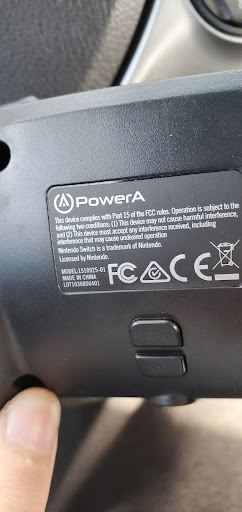 PowerA
This device complies with Part 15 of the FCC rules. Operation is subject to the
following two conditions: (1) This device may not cause harmful interference,
and (2) This device must accept any interference received, including
interference that may cause undesired operation
Nintendo Switch is a trademark of Nintendo.
Licensed by Nintendo.
MODEL:1510925-01
MADE IN CHINA
FC CE